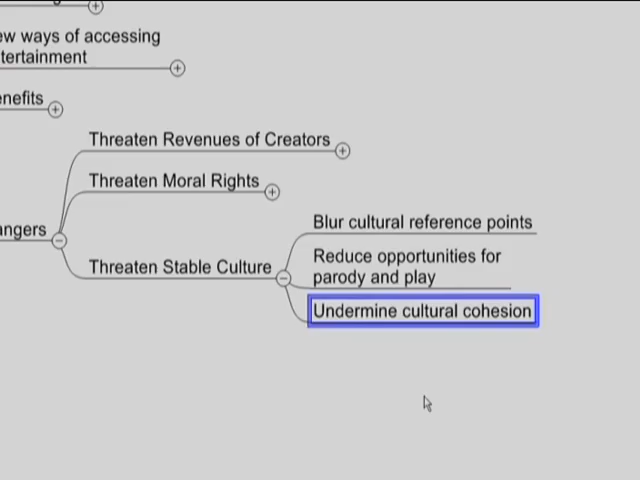 ew ways of accessing
tertainment
enefits
Threaten Revenues of Creators
Threaten Moral Rights
angers
Blur cultural reference points
Reduce opportunities for
parody and play
Threaten Stable Culture
Undermine cultural cohesion